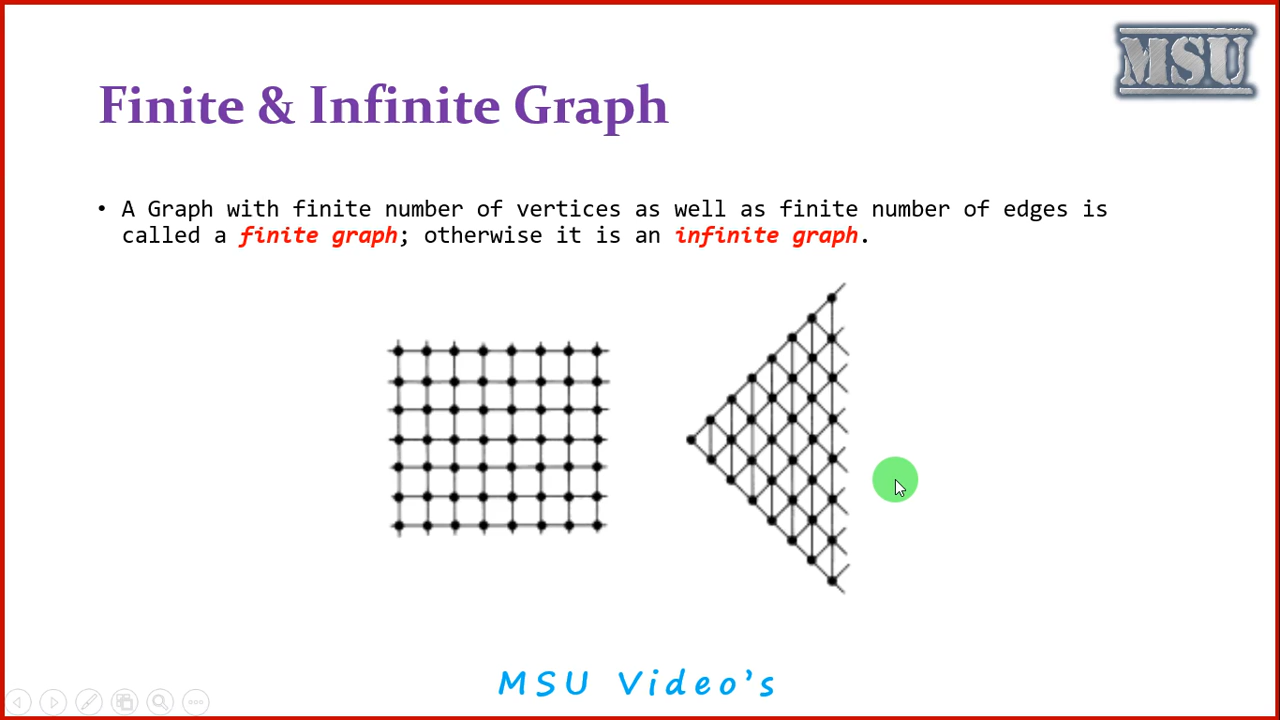 MSU
Finite & Infinite Graph
• A Graph with finite number of vertices as well as finite number of edges is
called a finite graph; otherwise it is an infinite graph.
MSU Video's